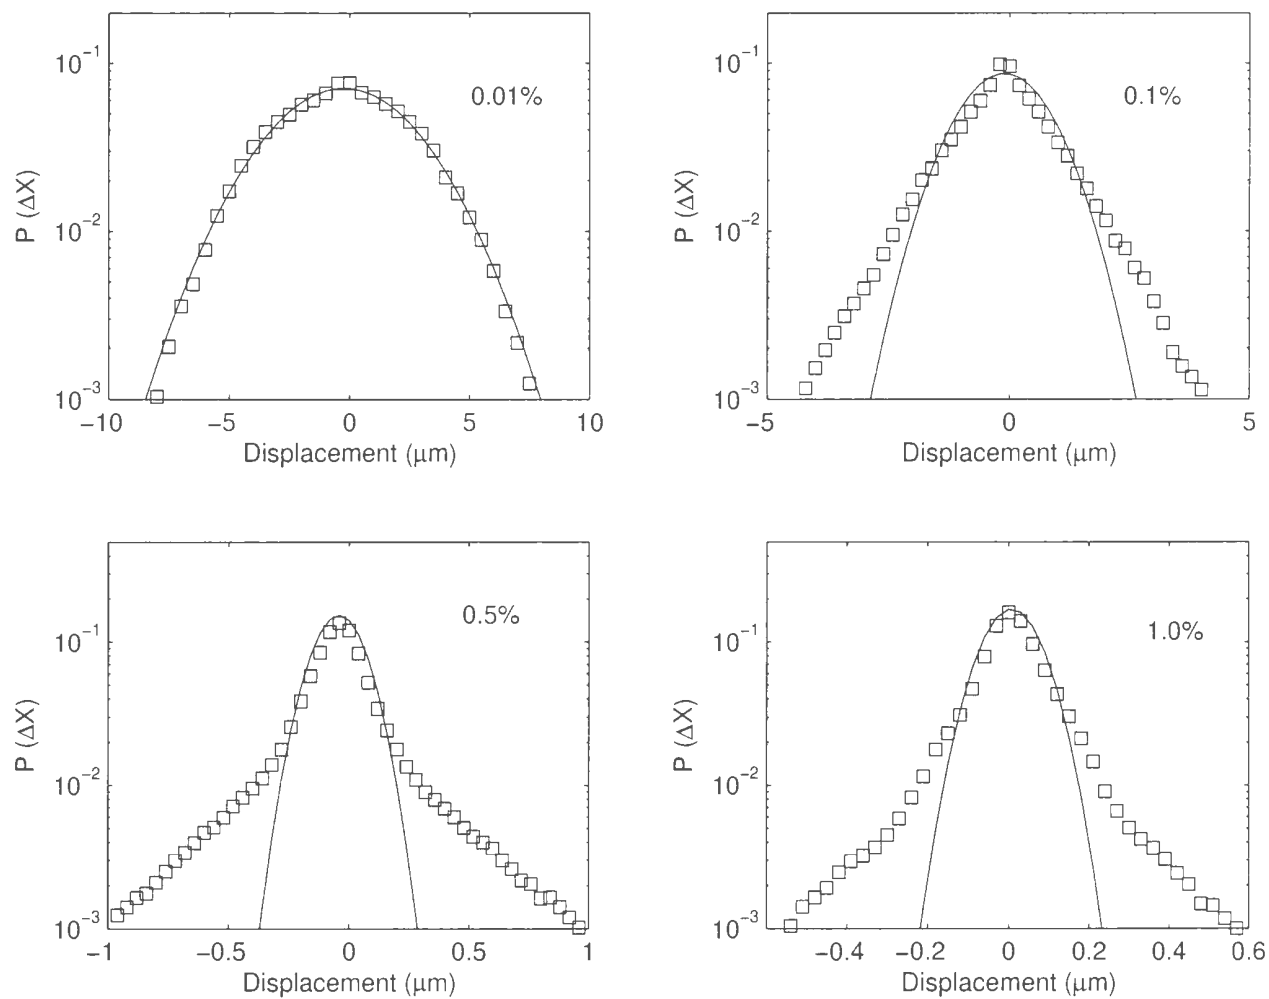 10⁻¹
0.01%
P (ΔX)
10⁻²
10⁻³
−10 −5 0 5 10
Displacement (μm)
10⁻¹
0.1%
P (ΔX)
10⁻²
10⁻³
−5 0 5
Displacement (μm)
10⁻¹
0.5%
P (ΔX)
10⁻²
10⁻³
−1 −0.5 0 0.5 1
Displacement (μm)
10⁻¹
1.0%
P (ΔX)
10⁻²
10⁻³
−0.4 −0.2 0 0.2 0.4 0.6
Displacement (μm)